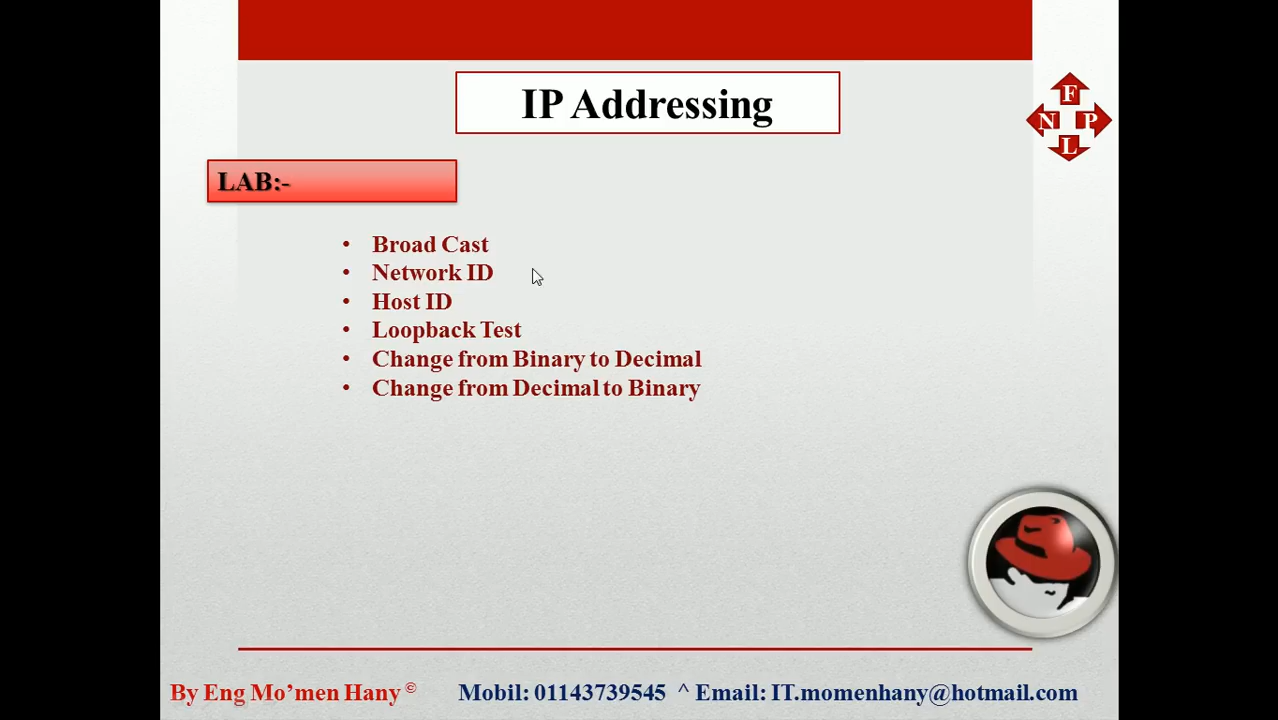 IP Addressing
F
N P
L
LAB:-
• Broad Cast
• Network ID
• Host ID
• Loopback Test
• Change from Binary to Decimal
• Change from Decimal to Binary
By Eng Mo’men Hany © Mobil: 01143739545 ^ Email: IT.momenhany@hotmail.com